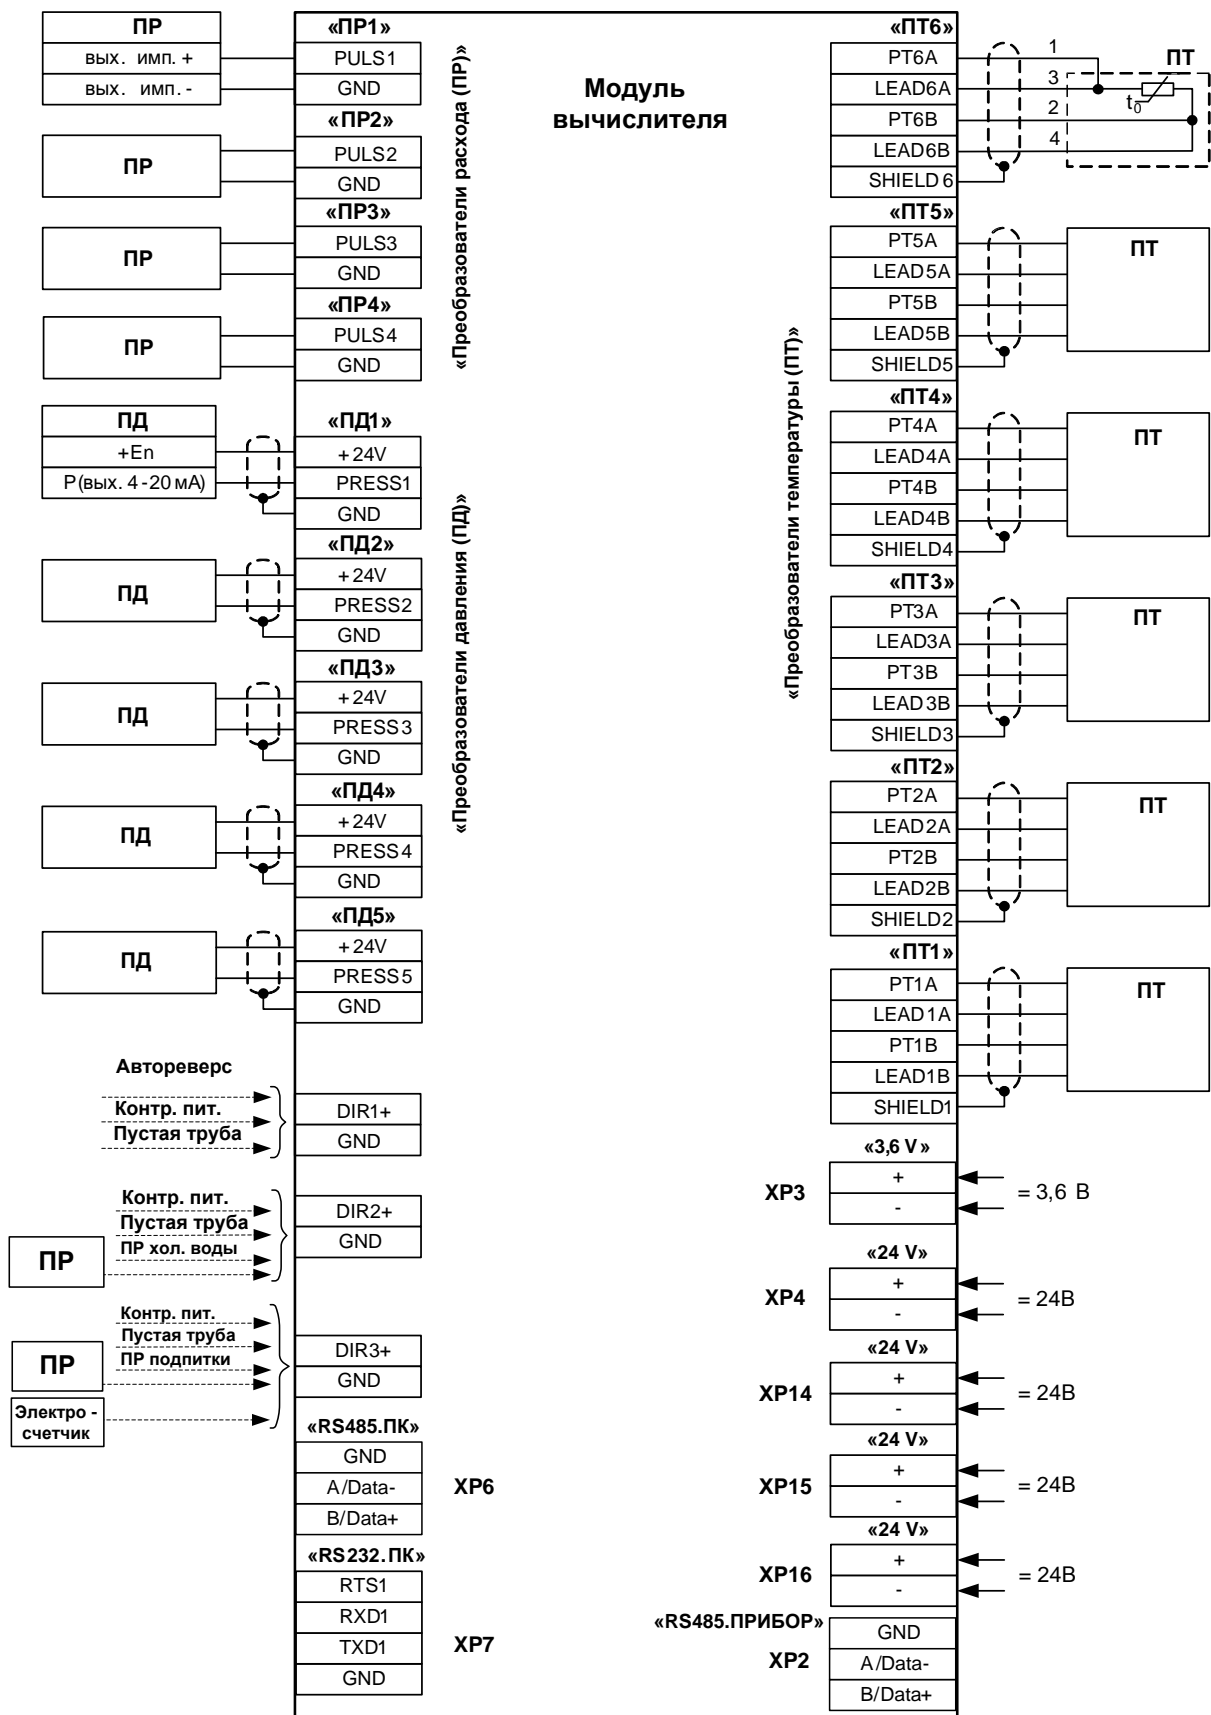 ПР
вых. имп. +
вых. имп. -
«ПР1»
PULS1
GND
«ПР2»
ПР
PULS2
GND
«ПР3»
ПР
PULS3
GND
«ПР4»
ПР
PULS4
GND
«Преобразователи расхода (ПР)»
ПД
+En
P(вых. 4-20 мА)
«ПД1»
+24V
PRESS1
GND
«ПД2»
ПД
+24V
PRESS2
GND
«ПД3»
ПД
+24V
PRESS3
GND
«ПД4»
ПД
+24V
PRESS4
GND
«ПД5»
ПД
+24V
PRESS5
GND
«Преобразователи давления (ПД)»
Автореверс
Контр. пит.
Пустая труба
DIR1+
GND
Контр. пит.
Пустая труба
ПР хол. воды
ПР
DIR2+
GND
Контр. пит.
Пустая труба
ПР подпитки
ПР
Электро-
счетчик
DIR3+
GND
«RS485.ПК»
GND
A/Data-
B/Data+
XP6
«RS232.ПК»
RTS1
RXD1
TXD1
GND
XP7
Модуль
вычислителя
«Преобразователи температуры (ПТ)»
«ПТ6»
PT6A
LEAD6A
PT6B
LEAD6B
SHIELD6
1
3
2
4
t0
ПТ
«ПТ5»
PT5A
LEAD5A
PT5B
LEAD5B
SHIELD5
ПТ
«ПТ4»
PT4A
LEAD4A
PT4B
LEAD4B
SHIELD4
ПТ
«ПТ3»
PT3A
LEAD3A
PT3B
LEAD3B
SHIELD3
ПТ
«ПТ2»
PT2A
LEAD2A
PT2B
LEAD2B
SHIELD2
ПТ
«ПТ1»
PT1A
LEAD1A
PT1B
LEAD1B
SHIELD1
ПТ
«3,6 V»
XP3
+
-
= 3,6 В
«24 V»
XP4
+
-
= 24В
«24 V»
XP14
+
-
= 24В
«24 V»
XP15
+
-
= 24В
«24 V»
XP16
+
-
= 24В
«RS485.ПРИБОР»
XP2
GND
A/Data-
B/Data+